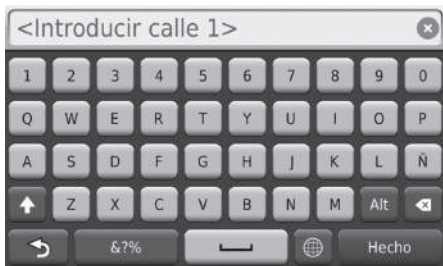 <Introducir calle 1>
1 2 3 4 5 6 7 8 9 0
Q W E R T Y U I O P
A S D F G H J K L Ñ
Z X C V B N M Alt
&?% Hecho